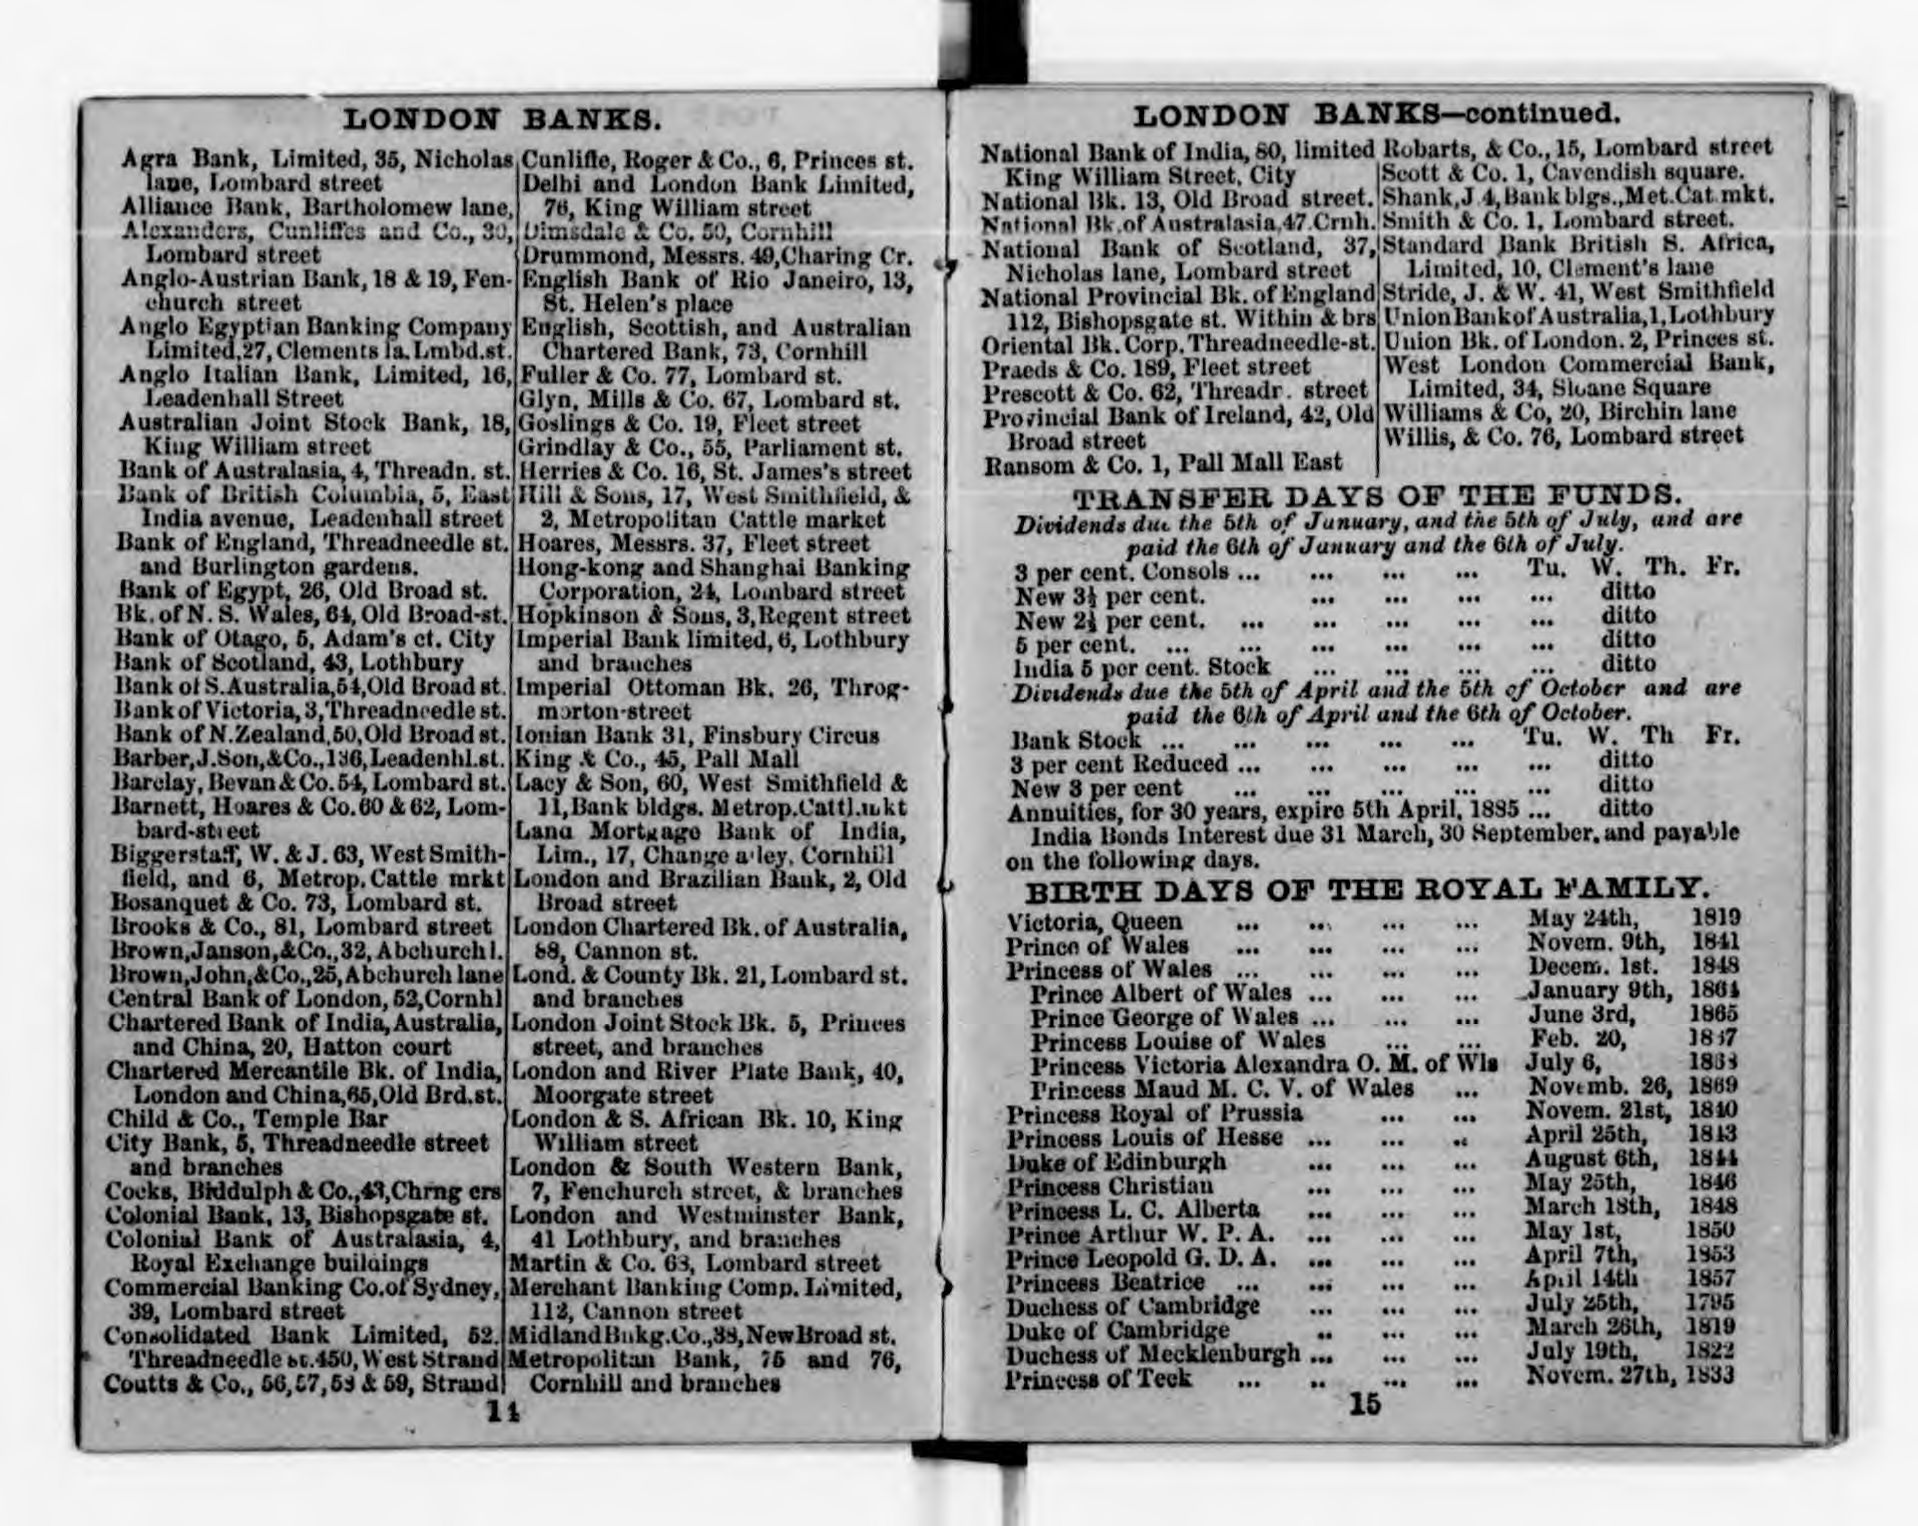 LONDON BANKS.
Agra Bank, Limited, 35, Nicholas
lane, Lombard street
Alliance Bank, Bartholomew lane,
Alexanders, Cunliffes and Co., 30,
Lombard street
Anglo-Austrian Bank, 18 & 19, Fen-
church street
Anglo Egyptian Banking Company
Limited, 27, Clements la. Lmbd. st.
Anglo Italian Bank, Limited, 16,
Leadenhall Street
Australian Joint Stock Bank, 18,
King William street
Bank of Australasia, 4, Threadn. st.
Bank of British Columbia, 5, East
India avenue, Leadenhall street
Bank of England, Threadneedle st.
and Burlington gardens.
Bank of Egypt, 26, Old Broad st.
Bk. of N. S. Wales, 64, Old Broad-st.
Bank of Otago, 5, Adam's ct. City
Bank of Scotland, 43, Lothbury
Bank of S. Australia, 54, Old Broad st.
Bank of Victoria, 3, Threadneedle st.
Bank of N. Zealand, 50, Old Broad st.
Barber, J. Son, & Co., 136, Leadenhl. st.
Barclay, Bevan & Co. 54, Lombard st.
Barnett, Hoares & Co. 60 & 62, Lom-
bard-street
Biggerstaff, W. & J. 63, West Smith-
field, and 6, Metrop. Cattle mrkt
Bosanquet & Co. 73, Lombard st.
Brooks & Co., 81, Lombard street
Brown, Janson, & Co., 32, Abchurch l.
Brown, John, & Co., 25, Abchurch lane
Central Bank of London, 52, Cornhl
Chartered Bank of India, Australia,
and China, 20, Hatton court
Chartered Mercantile Bk. of India,
London and China, 65, Old Brd. st.
Child & Co., Temple Bar
City Bank, 5, Threadneedle street
and branches
Cocks, Biddulph & Co., 43, Chrng crs
Colonial Bank, 13, Bishopsgate st.
Colonial Bank of Australasia, 4,
Royal Exchange buildings
Commercial Banking Co. of Sydney,
39, Lombard street
Consolidated Bank Limited, 52.
Threadneedle st. 450, West Strand
Coutts & Co., 56, 57, 58 & 59, Strand
Cunliffe, Roger & Co., 6, Princes st.
Delhi and London Bank Limited,
76, King William street
Dimsdale & Co. 50, Cornhill
Drummond, Messrs. 49, Charing Cr.
English Bank of Rio Janeiro, 13,
St. Helen's place
English, Scottish, and Australian
Chartered Bank, 73, Cornhill
Fuller & Co. 77, Lombard st.
Glyn, Mills & Co. 67, Lombard st.
Goslings & Co. 19, Fleet street
Grindlay & Co., 55, Parliament st.
Herries & Co. 16, St. James's street
Hill & Sons, 17, West Smithfield, &
2, Metropolitan Cattle market
Hoares, Messrs. 37, Fleet street
Hong-kong and Shanghai Banking
Corporation, 24, Lombard street
Hopkinson & Sons, 3, Regent street
Imperial Bank limited, 6, Lothbury
and branches
Imperial Ottoman Bk. 26, Throg-
morton-street
Ionian Bank 31, Finsbury Circus
King & Co., 45, Pall Mall
Lacy & Son, 60, West Smithfield &
11, Bank bldgs. Metrop. Cattl. mkt
Land Mortgage Bank of India,
Lim., 17, Change alley, Cornhill
London and Brazilian Bank, 2, Old
Broad street
London Chartered Bk. of Australia,
88, Cannon st.
Lond. & County Bk. 21, Lombard st.
and branches
London Joint Stock Bk. 5, Princes
street, and branches
London and River Plate Bank, 40,
Moorgate street
London & S. African Bk. 10, King
William street
London & South Western Bank,
7, Fenchurch street, & branches
London and Westminster Bank,
41 Lothbury, and branches
Martin & Co. 68, Lombard street
Merchant Banking Comp. Limited,
112, Cannon street
Midland Bnkg. Co., 38, New Broad st.
Metropolitan Bank, 75 and 76,
Cornhill and branches
14
LONDON BANKS—continued.
National Bank of India, 80, limited
King William Street, City
National Bk. 13, Old Broad street.
National Bk. of Australasia, 47. Crnh.
National Bank of Scotland, 37,
Nicholas lane, Lombard street
National Provincial Bk. of England
112, Bishopsgate st. Within & brs
Oriental Bk. Corp. Threadneedle-st.
Praeds & Co. 189, Fleet street
Prescott & Co. 62, Threadr. street
Provincial Bank of Ireland, 42, Old
Broad street
Ransom & Co. 1, Pall Mall East
Robarts, & Co., 15, Lombard street
Scott & Co. 1, Cavendish square.
Shank, J. 4, Bank blgs., Met. Cat. mkt.
Smith & Co. 1, Lombard street.
Standard Bank British S. Africa,
Limited, 10, Clement's lane
Stride, J. & W. 41, West Smithfield
Union Bank of Australia, 1, Lothbury
Union Bk. of London. 2, Princes st.
West London Commercial Bank,
Limited, 34, Sloane Square
Williams & Co, 20, Birchin lane
Willis, & Co. 76, Lombard street
TRANSFER DAYS OF THE FUNDS.
Dividends due the 5th of January, and the 5th of July, and are
paid the 6th of January and the 6th of July.
3 per cent. Consols ... ... ... ... Tu. W. Th. Fr.
New 3½ per cent. ... ... ... ... ditto
New 2½ per cent. ... ... ... ... ... ditto
5 per cent. ... ... ... ... ... ... ditto
India 5 per cent. Stock ... ... ... ... ditto
Dividends due the 5th of April and the 5th of October and are
paid the 6th of April and the 6th of October.
Bank Stock ... ... ... ... ... Tu. W. Th Fr.
3 per cent Reduced ... ... ... ... ... ditto
New 3 per cent ... ... ... ... ... ditto
Annuities, for 30 years, expire 5th April, 1885 ... ditto
India Bonds Interest due 31 March, 30 September, and payable
on the following days.
BIRTH DAYS OF THE ROYAL FAMILY.
Victoria, Queen ... ... ... ... May 24th, 1819
Prince of Wales ... ... ... ... Novem. 9th, 1841
Princess of Wales ... ... ... ... Decem. 1st. 1848
Prince Albert of Wales ... ... ... January 9th, 1864
Prince George of Wales ... ... ... June 3rd, 1865
Princess Louise of Wales ... ... Feb. 20, 1867
Princess Victoria Alexandra O. M. of Wls July 6, 1868
Princess Maud M. C. V. of Wales ... Novemb. 26, 1869
Princess Royal of Prussia ... ... Novem. 21st, 1840
Princess Louis of Hesse ... ... .. April 25th, 1843
Duke of Edinburgh ... ... ... August 6th, 1844
Princess Christian ... ... ... May 25th, 1846
Princess L. C. Alberta ... ... ... March 18th, 1848
Prince Arthur W. P. A. ... ... ... May 1st, 1850
Prince Leopold G. D. A. ... ... ... April 7th, 1853
Princess Beatrice ... ... ... ... April 14th 1857
Duchess of Cambridge ... ... ... July 25th, 1795
Duke of Cambridge .. ... ... March 26th, 1819
Duchess of Mecklenburgh ... ... ... July 19th, 1822
Princess of Teck ... .. ... ... Novem. 27th, 1833
15